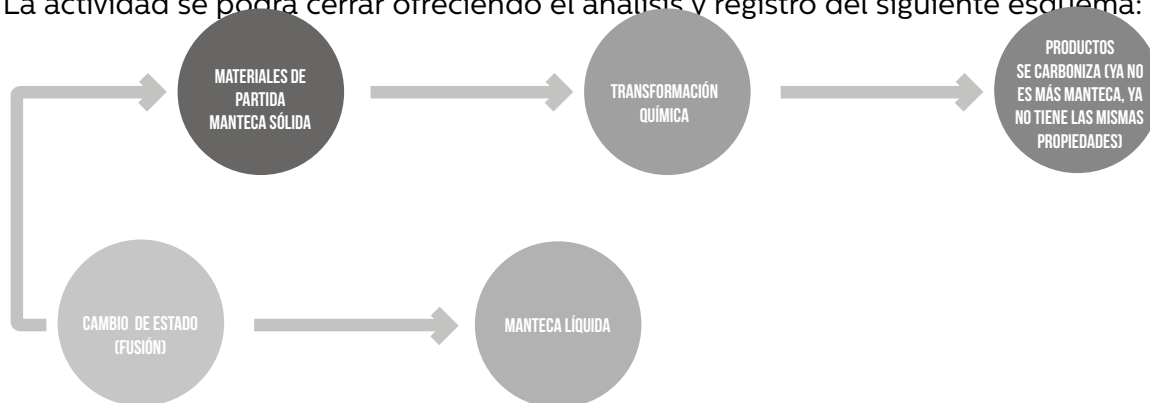 La actividad se podrá cerrar ofreciendo el análisis y registro del siguiente esquema:
MATERIALES DE
PARTIDA
MANTECA SÓLIDA
TRANSFORMACIÓN
QUÍMICA
PRODUCTOS
SE CARBONIZA (YA NO
ES MÁS MANTECA, YA
NO TIENE LAS MISMAS
PROPIEDADES)
CAMBIO DE ESTADO
(FUSIÓN)
MANTECA LÍQUIDA